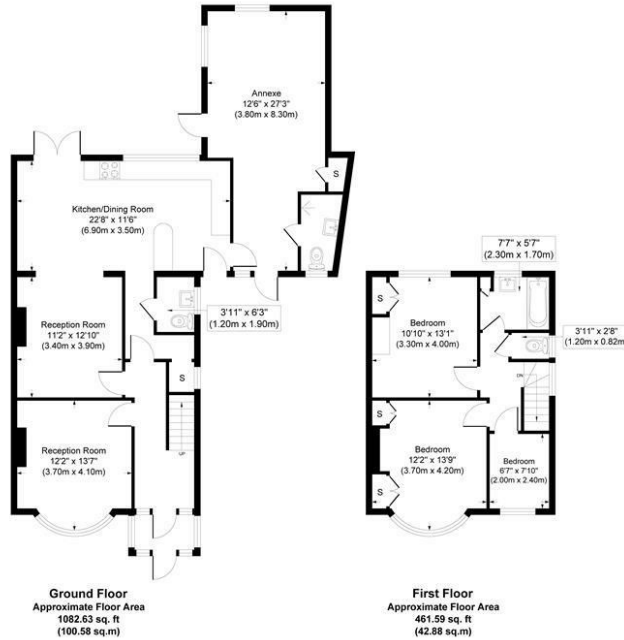 Annexe
12'6" x 27'3"
(3.80m x 8.30m)
S
Kitchen/Dining Room
22'8" x 11'6"
(6.90m x 3.50m)
3'11" x 6'3"
(1.20m x 1.90m)
Reception Room
11'2" x 12'10"
(3.40m x 3.90m)
S
Reception Room
12'2" x 13'7"
(3.70m x 4.10m)
UP
Ground Floor
Approximate Floor Area
1082.63 sq. ft
(100.58 sq.m)
7'7" x 5'7"
(2.30m x 1.70m)
S
Bedroom
10'10" x 13'1"
(3.30m x 4.00m)
3'11" x 2'8"
(1.20m x 0.82m
DN
S
Bedroom
12'2" x 13'9"
(3.70m x 4.20m)
Bedroom
6'7" x 7'10"
(2.00m x 2.40m)
S
First Floor
Approximate Floor Area
461.59 sq. ft
(42.88 sq.m)